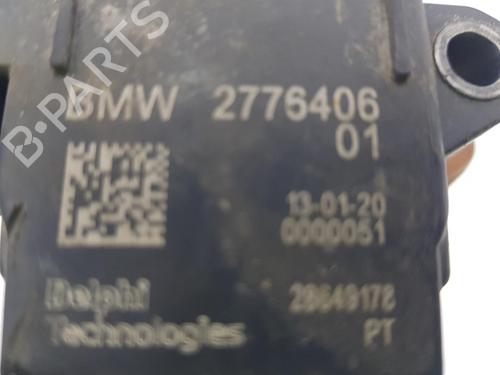 B-PARTS
BMW 2776406
01
13-01-20
0000051
Delphi 28649178
Technologies PT